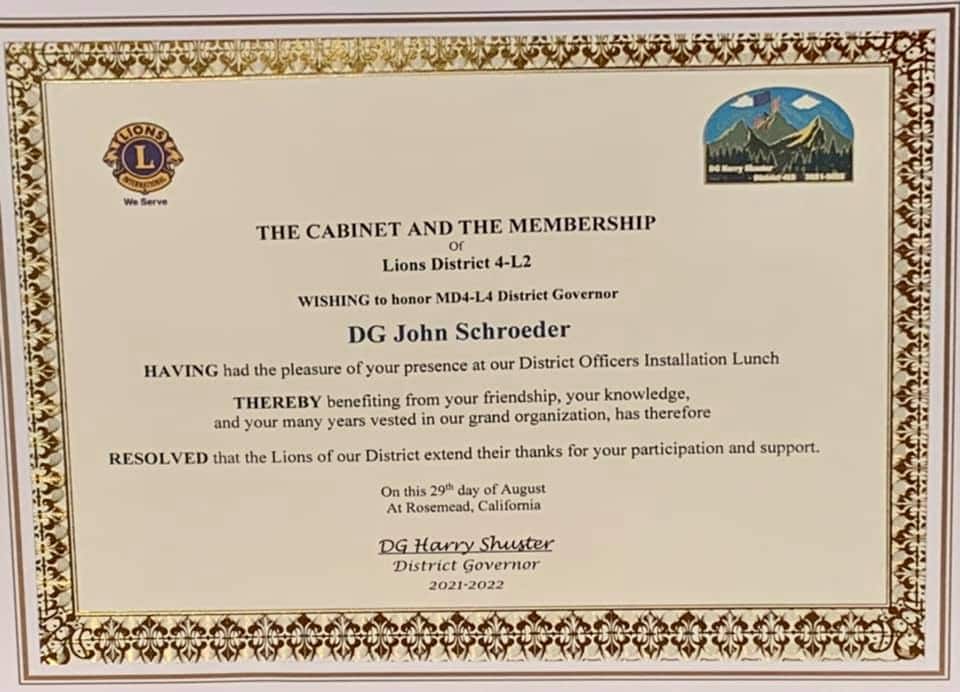 LIONS
L
INTERNATIONAL
We Serve
DG Harry Shuster
THE CABINET AND THE MEMBERSHIP
Of
Lions District 4-L2
WISHING to honor MD4-L4 District Governor
DG John Schroeder
HAVING had the pleasure of your presence at our District Officers Installation Lunch
THEREBY benefiting from your friendship, your knowledge,
and your many years vested in our grand organization, has therefore
RESOLVED that the Lions of our District extend their thanks for your participation and support.
On this 29th day of August
At Rosemead, California
DG Harry Shuster
District Governor
2021-2022